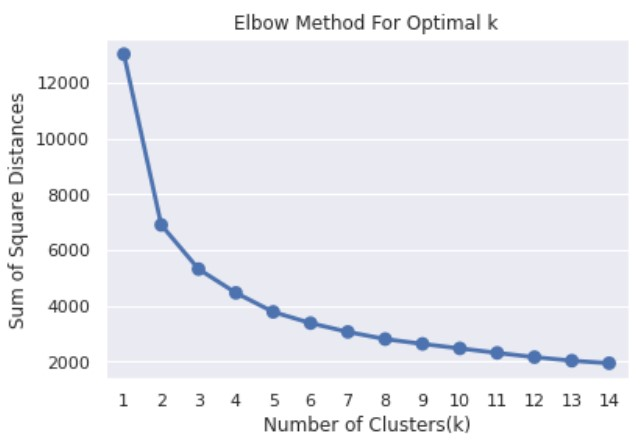 Elbow Method For Optimal k
Sum of Square Distances
12000
10000
8000
6000
4000
2000
1 2 3 4 5 6 7 8 9 10 11 12 13 14
Number of Clusters(k)